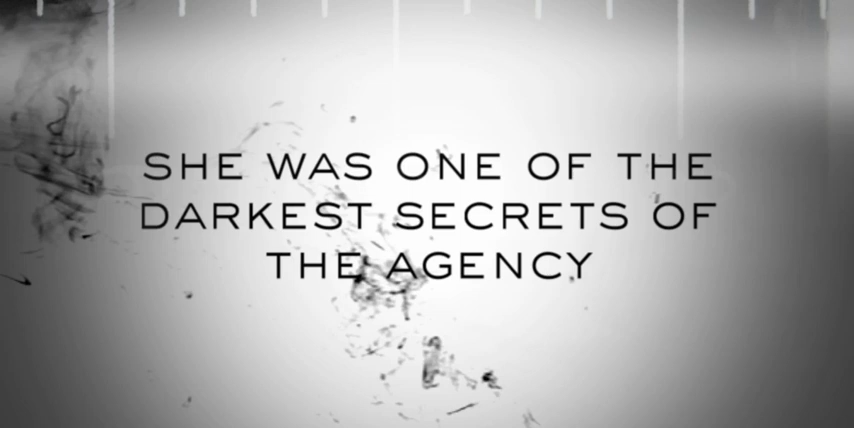 SHE WAS ONE OF THE
DARKEST SECRETS OF
THE AGENCY